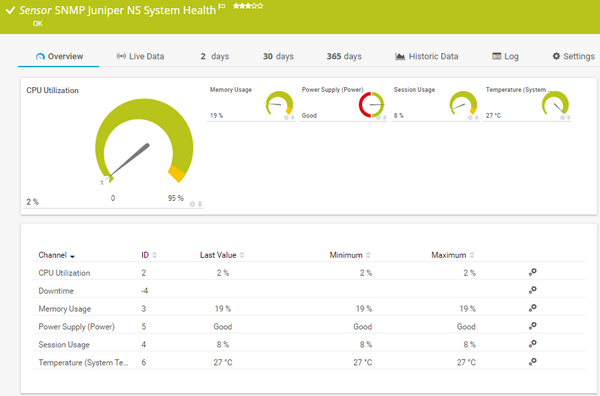 Sensor SNMP Juniper NS System Health
OK
Overview Live Data 2 days 30 days 365 days Historic Data Log Settings
CPU Utilization
Memory Usage Power Supply (Power) Session Usage Temperature (System ...
19 % Good 8 % 27 °C
0 95 %
2 %
Channel ID Last Value Minimum Maximum
CPU Utilization 2 2 % 2 % 2 %
Downtime -4
Memory Usage 3 19 % 19 % 19 %
Power Supply (Power) 5 Good Good Good
Session Usage 4 8 % 8 % 8 %
Temperature (System Te... 6 27 °C 27 °C 27 °C